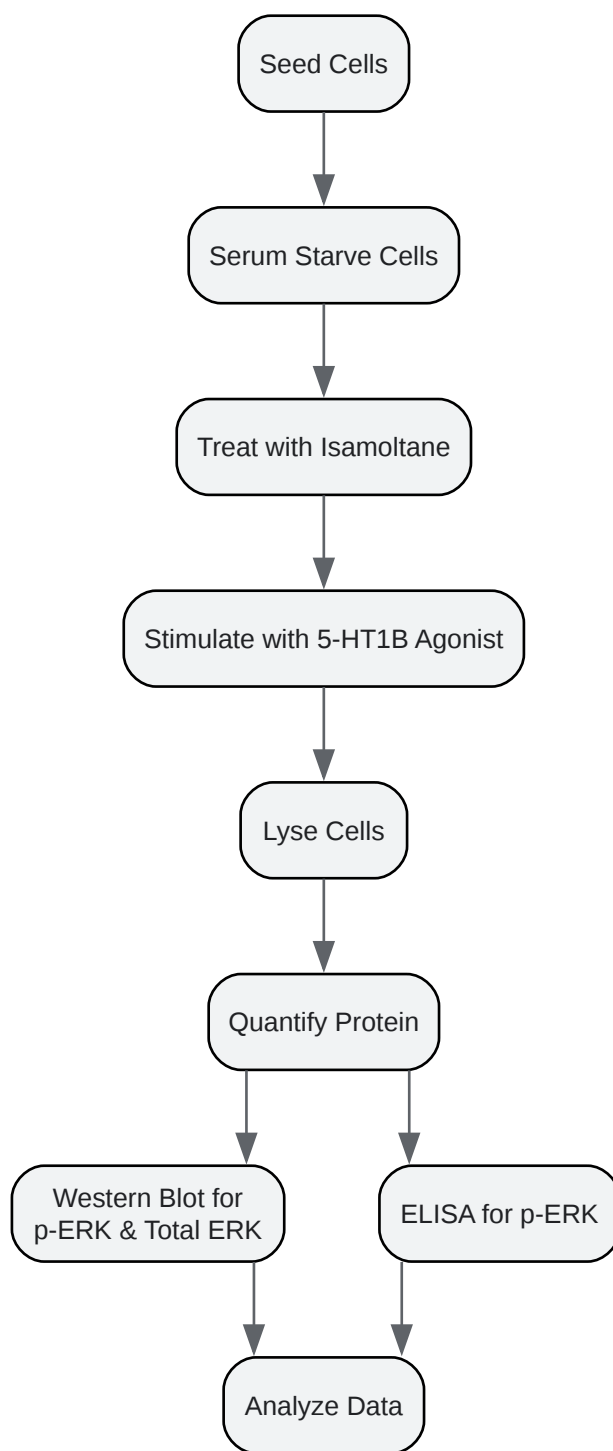 Seed Cells
Serum Starve Cells
Treat with Isamoltane
Stimulate with 5-HT1B Agonist
Lyse Cells
Quantify Protein
Western Blot for
p-ERK & Total ERK
ELISA for p-ERK
Analyze Data